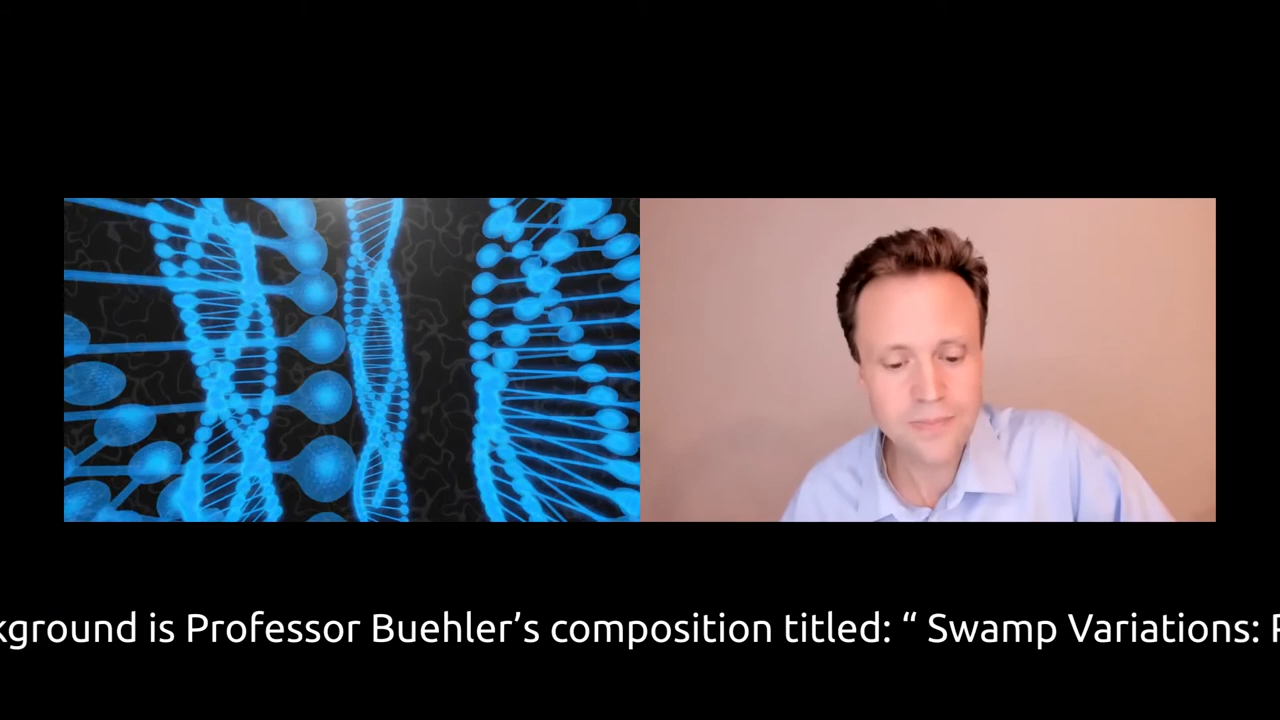 kground is Professor Buehler’s composition titled: “ Swamp Variations: